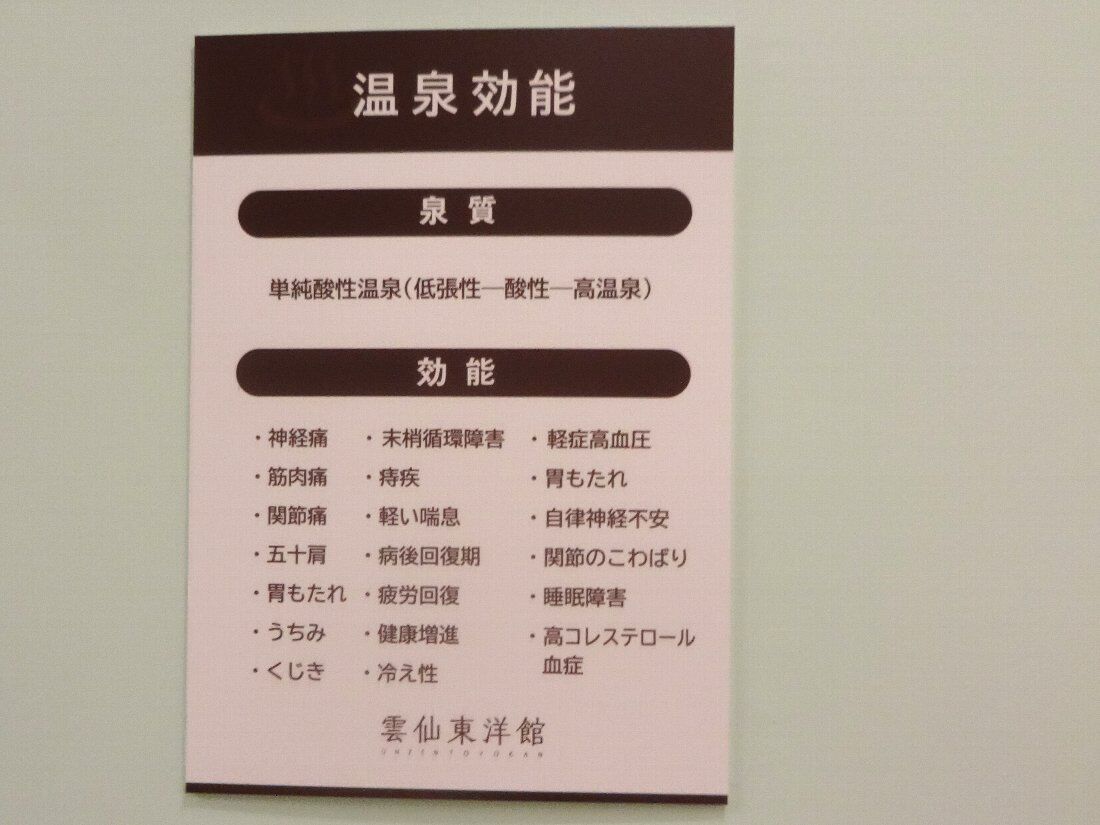 温泉効能
泉質
単純酸性温泉(低張性―酸性―高温泉)
効能
・神経痛
・筋肉痛
・関節痛
・五十肩
・胃もたれ
・うちみ
・くじき
・末梢循環障害
・痔疾
・軽い喘息
・病後回復期
・疲労回復
・健康増進
・冷え性
・軽症高血圧
・胃もたれ
・自律神経不安
・関節のこわばり
・睡眠障害
・高コレステロール
血症
雲仙東洋館
UNZENTOYOKAN